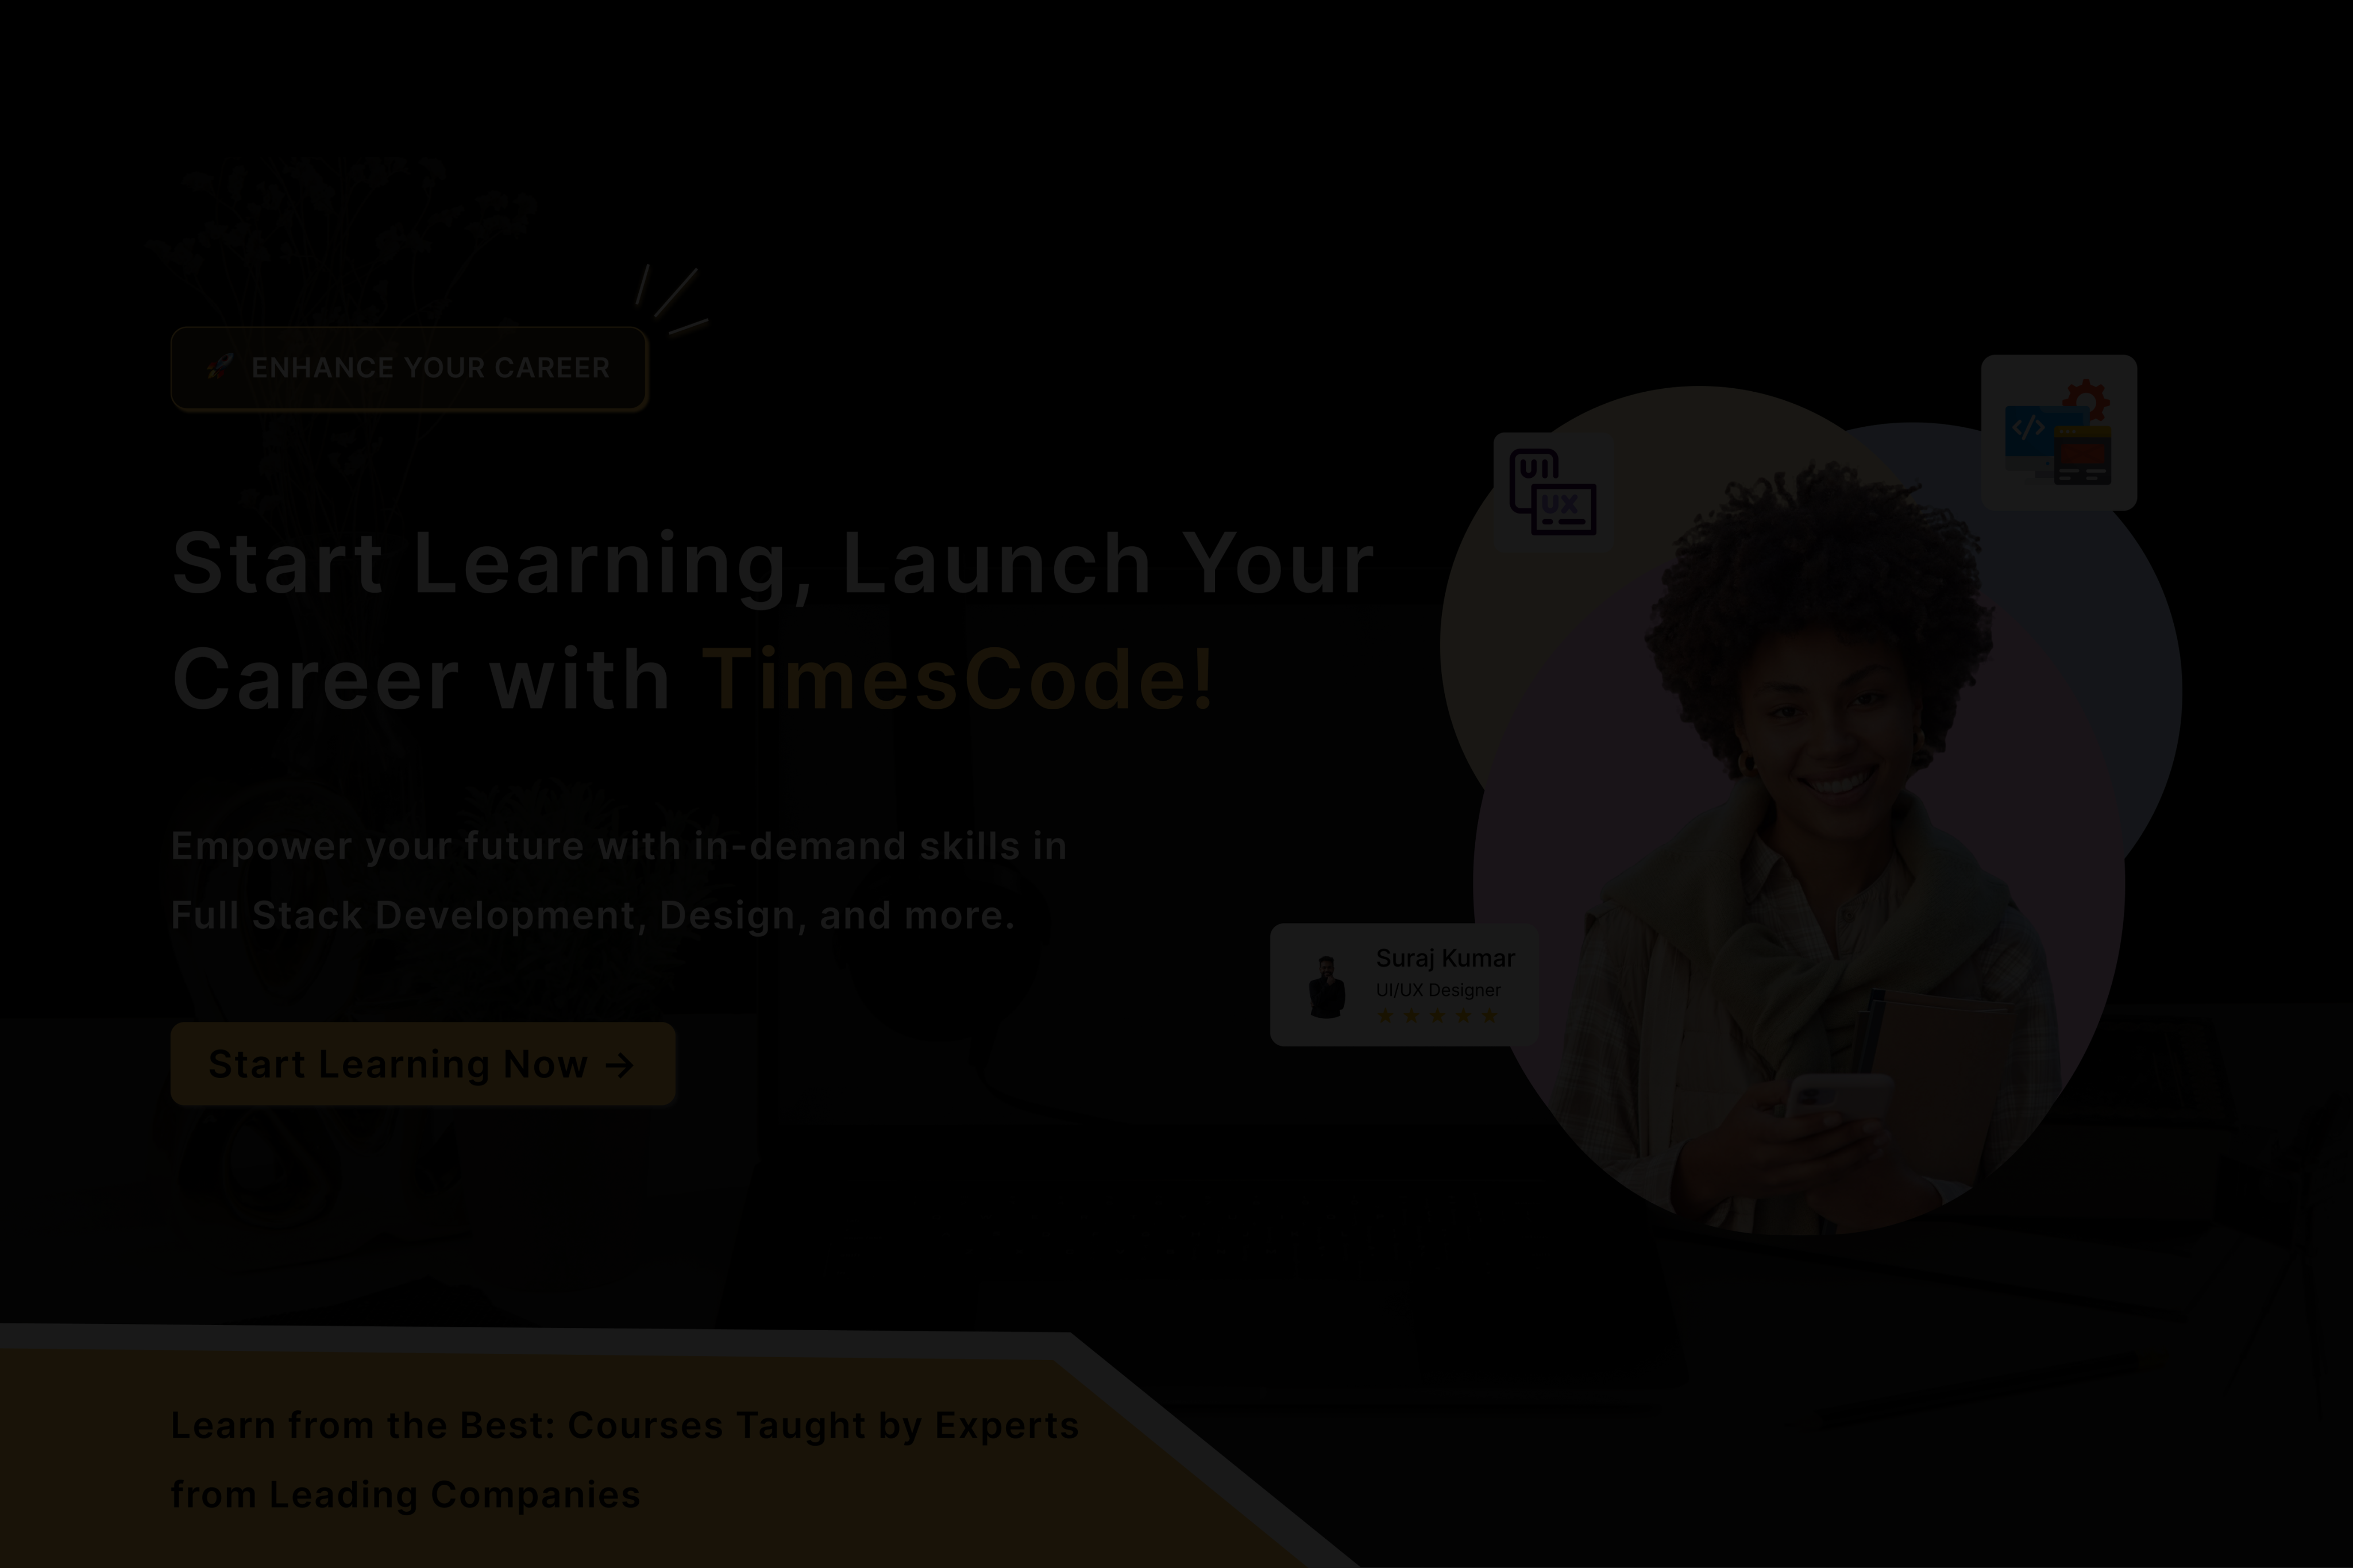 ENHANCE YOUR CAREER
Start Learning, Launch Your
Career with TimesCode!
Empower your future with in-demand skills in
Full Stack Development, Design, and more.
Start Learning Now →
UI
UX
</>
Suraj Kumar
UI/UX Designer
Learn from the Best: Courses Taught by Experts
from Leading Companies